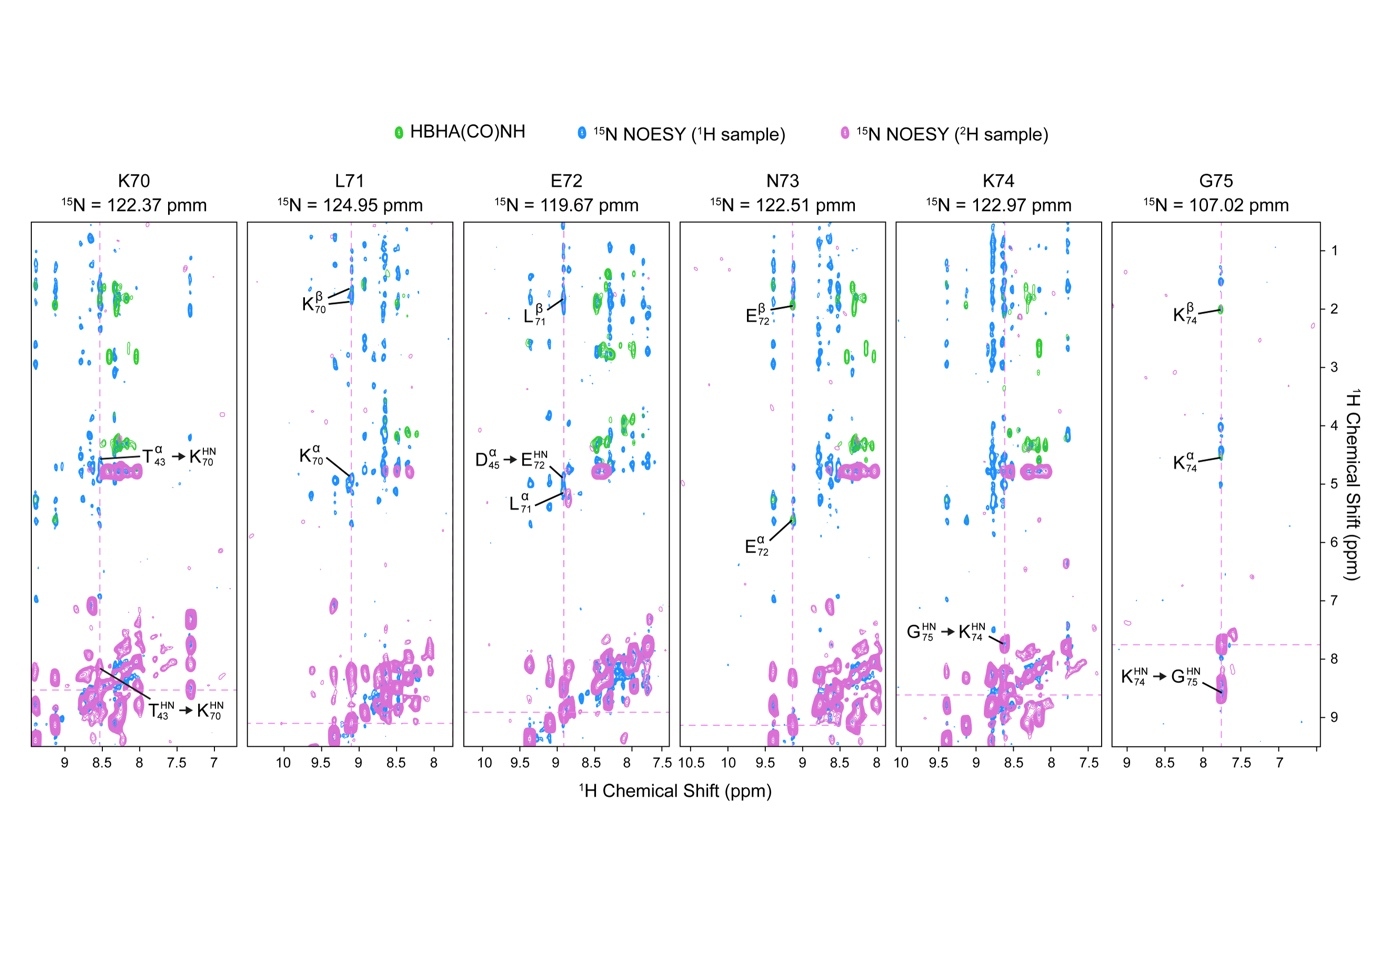 HBHA(CO)NH ¹⁵N NOESY (¹H sample) ¹⁵N NOESY (²H sample)
K70 L71 E72 N73 K74 G75
¹⁵N = 122.37 pmm ¹⁵N = 124.95 pmm ¹⁵N = 119.67 pmm ¹⁵N = 122.51 pmm ¹⁵N = 122.97 pmm ¹⁵N = 107.02 pmm
K70β
T43α → K70HN
T43HN → K70HN
K70α
L71β
D45α → E72HN
L71α
E72β
E72α
G75HN → K74HN
K74β
K74α
K74HN → G75HN
1
2
3
4
5
6
7
8
9
¹H Chemical Shift (ppm)
9 8.5 8 7.5 7
10 9.5 9 8.5 8
10 9.5 9 8.5 8 7.5
10.5 10 9.5 9 8.5 8
10 9.5 9 8.5 8 7.5
9 8.5 8 7.5 7
¹H Chemical Shift (ppm)